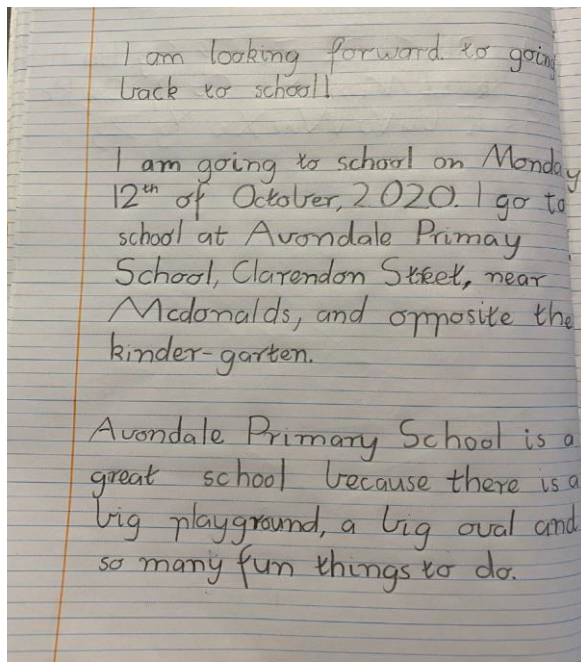 I am looking forward to going
back to school!
I am going to school on Monday
12th of October, 2020. I go to
school at Avondale Primay
School, Clarendon Street, near
Mcdonalds, and opposite the
kinder-garten.
Avondale Primary School is a
great school because there is a
big playground, a big oval and
so many fun things to do.